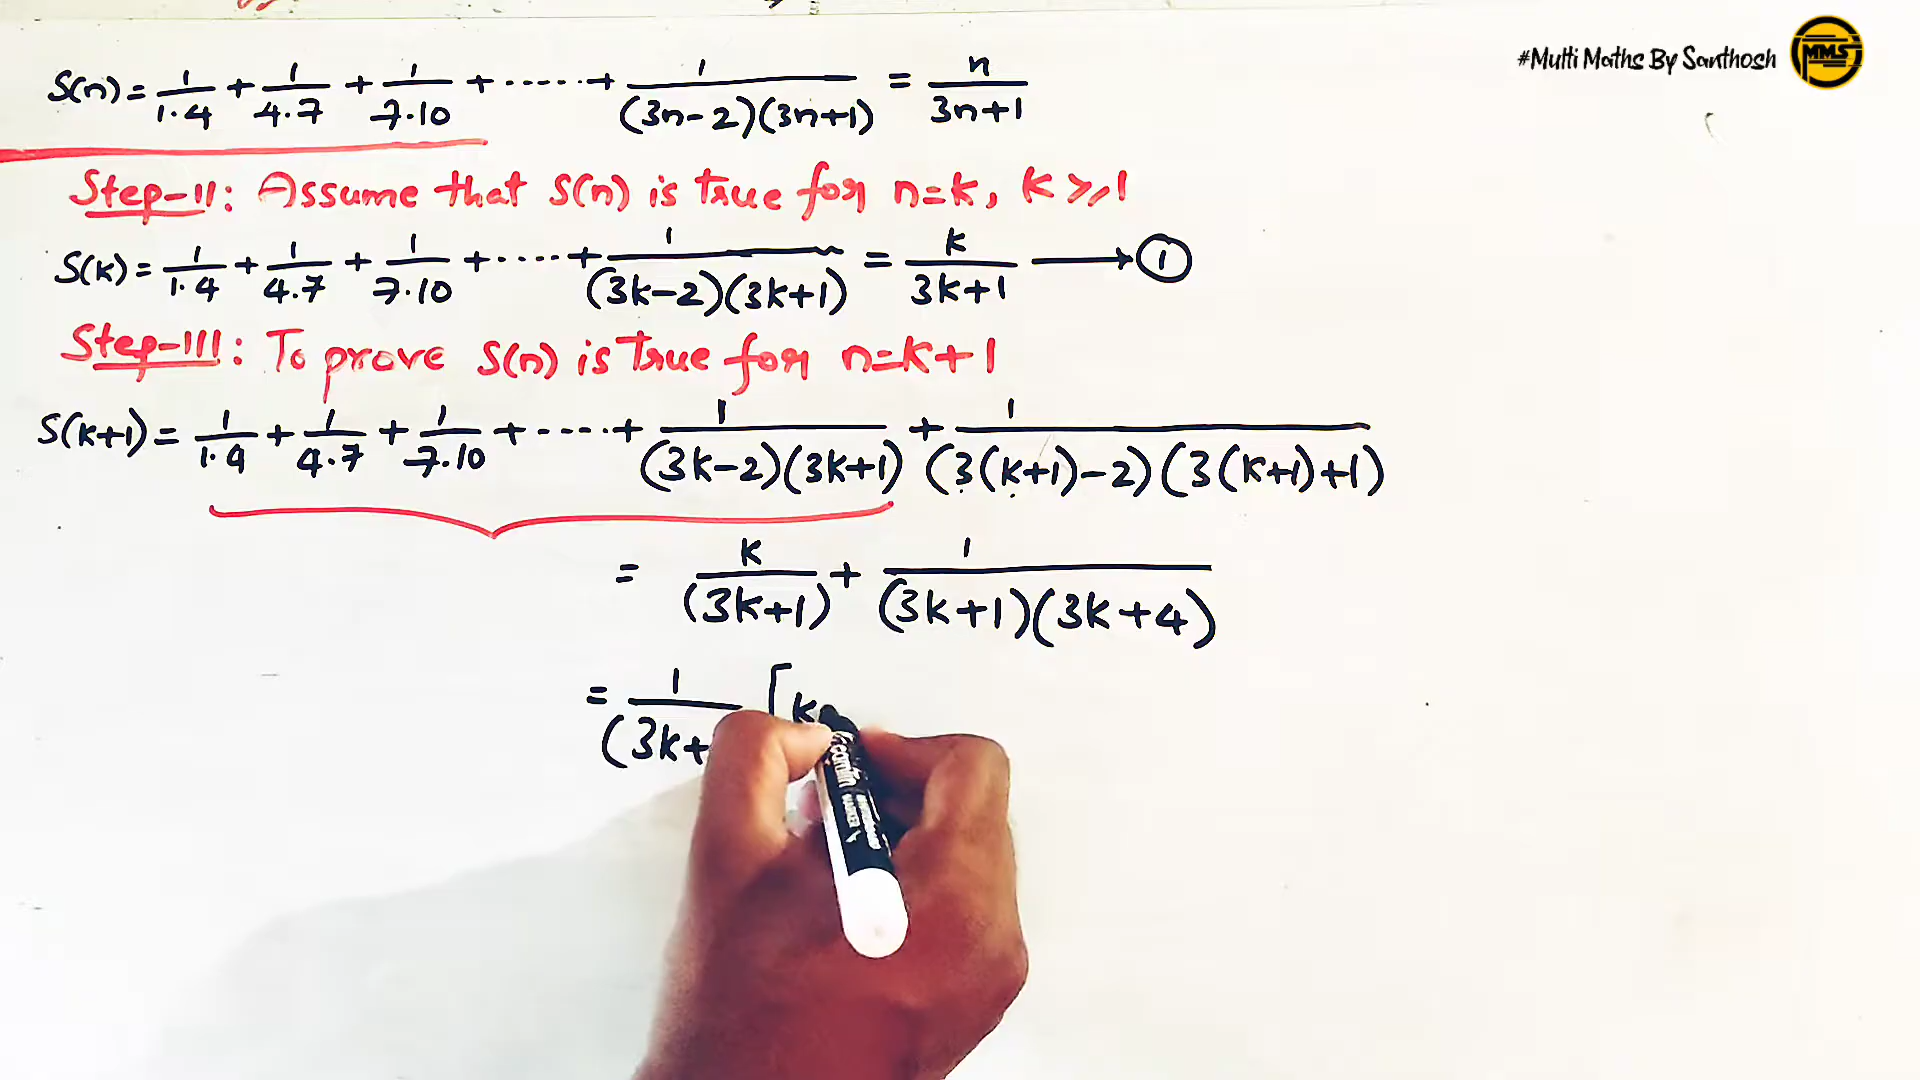 #Multi Maths By Santhosh
MMS
S(n) = 1/1.4 + 1/4.7 + 1/7.10 + ...... + 1/(3n-2)(3n+1) = n/3n+1
Step-II: Assume that S(n) is true for n=k, k≥1
S(k) = 1/1.4 + 1/4.7 + 1/7.10 + ..... + 1/(3k-2)(3k+1) = k/3k+1 → ①
Step-III: To prove S(n) is true for n=k+1
S(k+1) = 1/1.4 + 1/4.7 + 1/7.10 + ..... + 1/(3k-2)(3k+1) + 1/(3(k+1)-2)(3(k+1)+1)
= k/(3k+1) + 1/(3k+1)(3k+4)
= 1/(3k+ [k